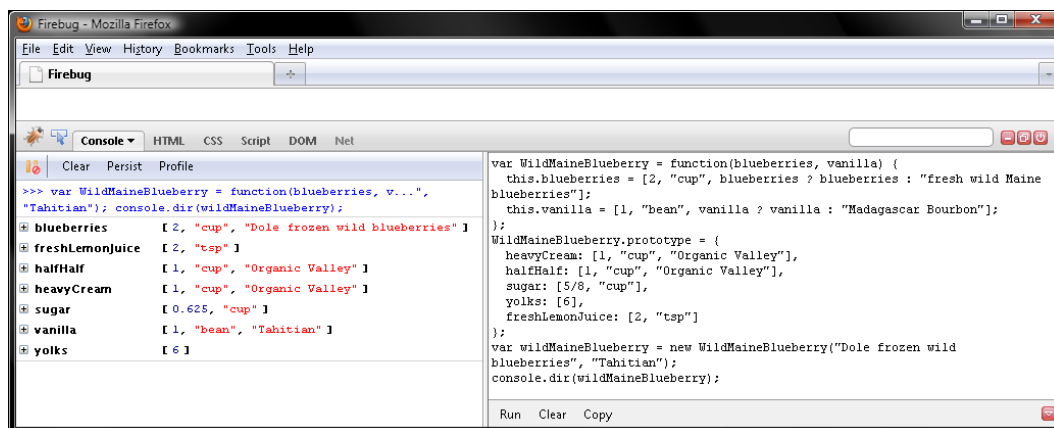 Firebug - Mozilla Firefox
File Edit View History Bookmarks Tools Help
Firebug
Console HTML CSS Script DOM Net
Clear Persist Profile
>>> var WildMaineBlueberry = function(blueberries, v...",
"Tahitian"); console.dir(wildMaineBlueberry);
blueberries [ 2, "cup", "Dole frozen wild blueberries" ]
freshLemonJuice [ 2, "tsp" ]
halfHalf [ 1, "cup", "Organic Valley" ]
heavyCream [ 1, "cup", "Organic Valley" ]
sugar [ 0.625, "cup" ]
vanilla [ 1, "bean", "Tahitian" ]
yolks [ 6 ]
var WildMaineBlueberry = function(blueberries, vanilla) {
this.blueberries = [2, "cup", blueberries ? blueberries : "fresh wild Maine
blueberries"];
this.vanilla = [1, "bean", vanilla ? vanilla : "Madagascar Bourbon"];
};
WildMaineBlueberry.prototype = {
heavyCream: [1, "cup", "Organic Valley"],
halfHalf: [1, "cup", "Organic Valley"],
sugar: [5/8, "cup"],
yolks: [6],
freshLemonJuice: [2, "tsp"]
};
var wildMaineBlueberry = new WildMaineBlueberry("Dole frozen wild
blueberries", "Tahitian");
console.dir(wildMaineBlueberry);
Run Clear Copy